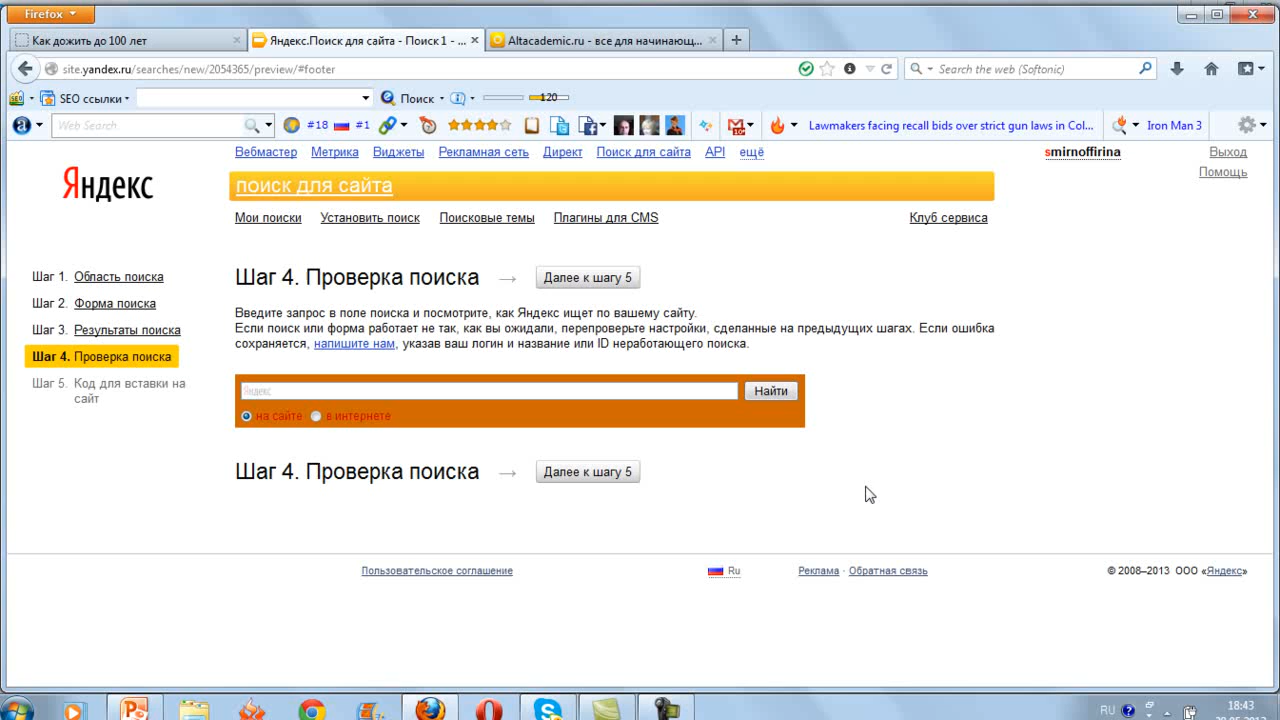 Firefox
Как дожить до 100 лет
Яндекс.Поиск для сайта - Поиск 1 - ...
Altacademic.ru - все для начинающ...
site.yandex.ru/searches/new/2054365/preview/#footer
Search the web (Softonic)
SEO ссылки
Поиск
120
Web Search
#18
#1
Lawmakers facing recall bids over strict gun laws in Col...
Iron Man 3
Вебмастер Метрика Виджеты Рекламная сеть Директ Поиск для сайта API ещё
smirnoffirina
Выход
Помощь
Яндекс
поиск для сайта
Мои поиски Установить поиск Поисковые темы Плагины для CMS Клуб сервиса
Шаг 1. Область поиска
Шаг 2. Форма поиска
Шаг 3. Результаты поиска
Шаг 4. Проверка поиска
Шаг 5. Код для вставки на
сайт
Шаг 4. Проверка поиска → Далее к шагу 5
Введите запрос в поле поиска и посмотрите, как Яндекс ищет по вашему сайту.
Если поиск или форма работает не так, как вы ожидали, перепроверьте настройки, сделанные на предыдущих шагах. Если ошибка
сохраняется, напишите нам, указав ваш логин и название или ID неработающего поиска.
Яндекс
Найти
на сайте в интернете
Шаг 4. Проверка поиска → Далее к шагу 5
Пользовательское соглашение
Ru
Реклама · Обратная связь
© 2008–2013 ООО «Яндекс»
RU
18:43